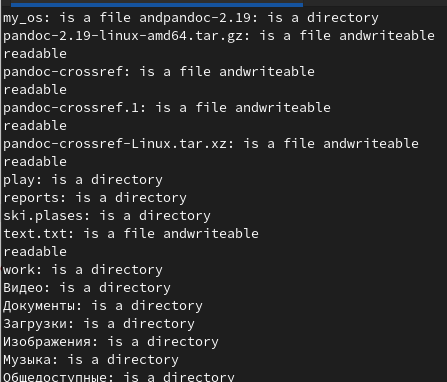 my_os: is a file andpandoc-2.19: is a directory
pandoc-2.19-linux-amd64.tar.gz: is a file andwriteable
readable
pandoc-crossref: is a file andwriteable
readable
pandoc-crossref.1: is a file andwriteable
readable
pandoc-crossref-Linux.tar.xz: is a file andwriteable
readable
play: is a directory
reports: is a directory
ski.plases: is a directory
text.txt: is a file andwriteable
readable
work: is a directory
Видео: is a directory
Документы: is a directory
Загрузки: is a directory
Изображения: is a directory
Музыка: is a directory
Общедоступные: is a directory